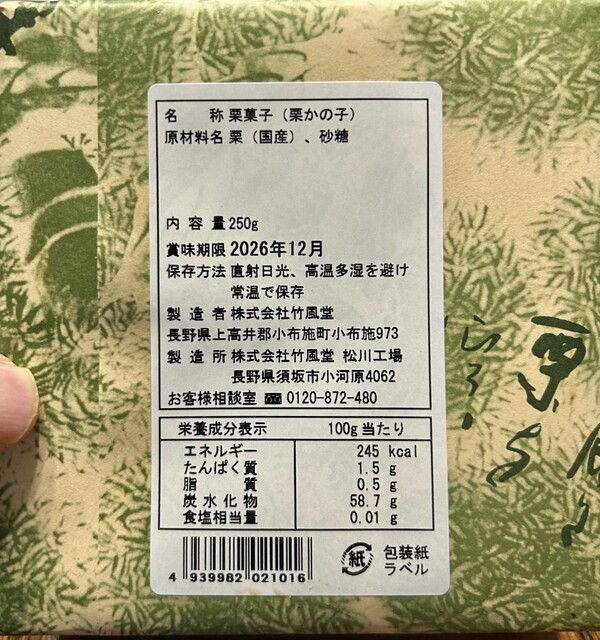 名　　称 栗菓子（栗かの子）
原材料名 栗（国産）、砂糖
内 容 量 250g
賞味期限 2026年12月
保存方法 直射日光、高温多湿を避け
常温で保存
製 造 者 株式会社竹風堂
長野県上高井郡小布施町小布施973
製 造 所 株式会社竹風堂 松川工場
長野県須坂市小河原4062
お客様相談室 0120-872-480
栄養成分表示 100g当たり
エネルギー 245 kcal
たんぱく質 1.5 g
脂　　質 0.5 g
炭水化物 58.7 g
食塩相当量 0.01 g
4 939982 021016
紙
包装紙
ラベル